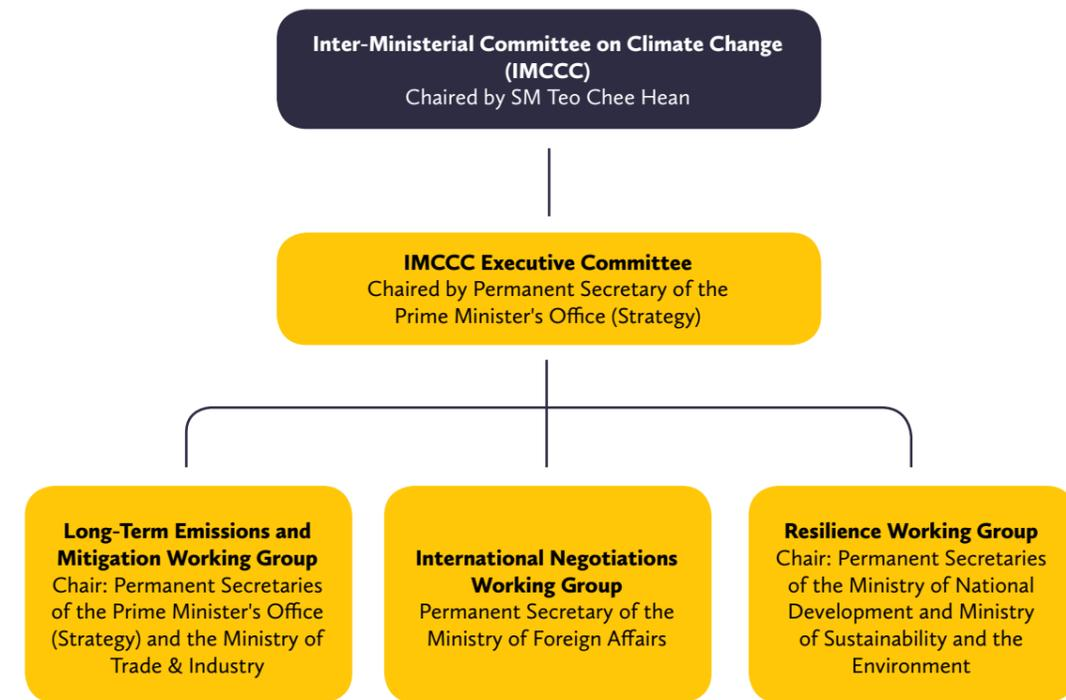 Inter-Ministerial Committee on Climate Change
(IMCCC)
Chaired by SM Teo Chee Hean
IMCCC Executive Committee
Chaired by Permanent Secretary of the
Prime Minister's Office (Strategy)
Long-Term Emissions and
Mitigation Working Group
Chair: Permanent Secretaries
of the Prime Minister's Office
(Strategy) and the Ministry of
Trade & Industry
International Negotiations
Working Group
Permanent Secretary of the
Ministry of Foreign Affairs
Resilience Working Group
Chair: Permanent Secretaries
of the Ministry of National
Development and Ministry
of Sustainability and the
Environment